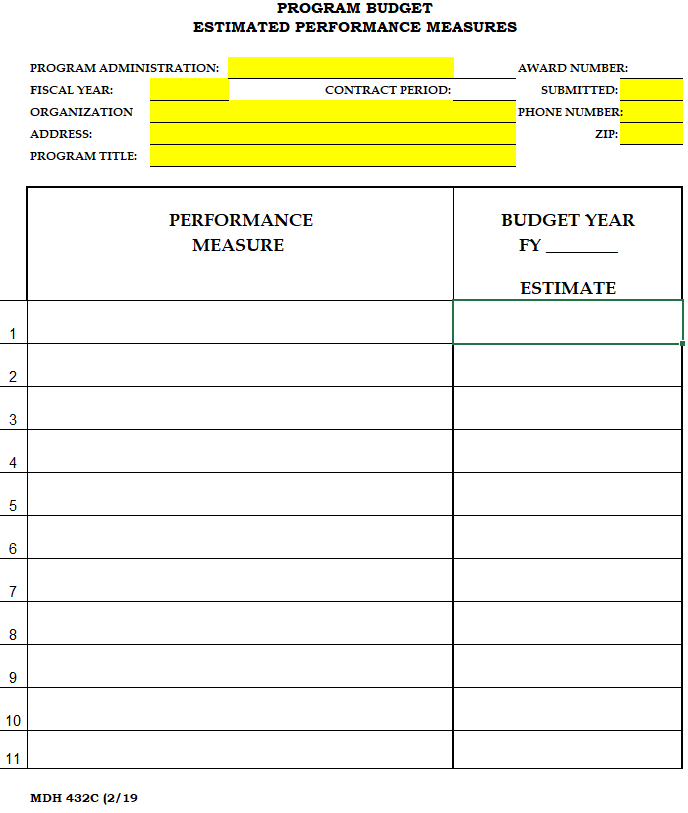 PROGRAM BUDGET
ESTIMATED PERFORMANCE MEASURES
PROGRAM ADMINISTRATION: AWARD NUMBER:
FISCAL YEAR: CONTRACT PERIOD: SUBMITTED:
ORGANIZATION PHONE NUMBER:
ADDRESS: ZIP:
PROGRAM TITLE:
PERFORMANCE BUDGET YEAR
MEASURE FY ________
ESTIMATE
1
2
3
4
5
6
7
8
9
10
11
MDH 432C (2/19